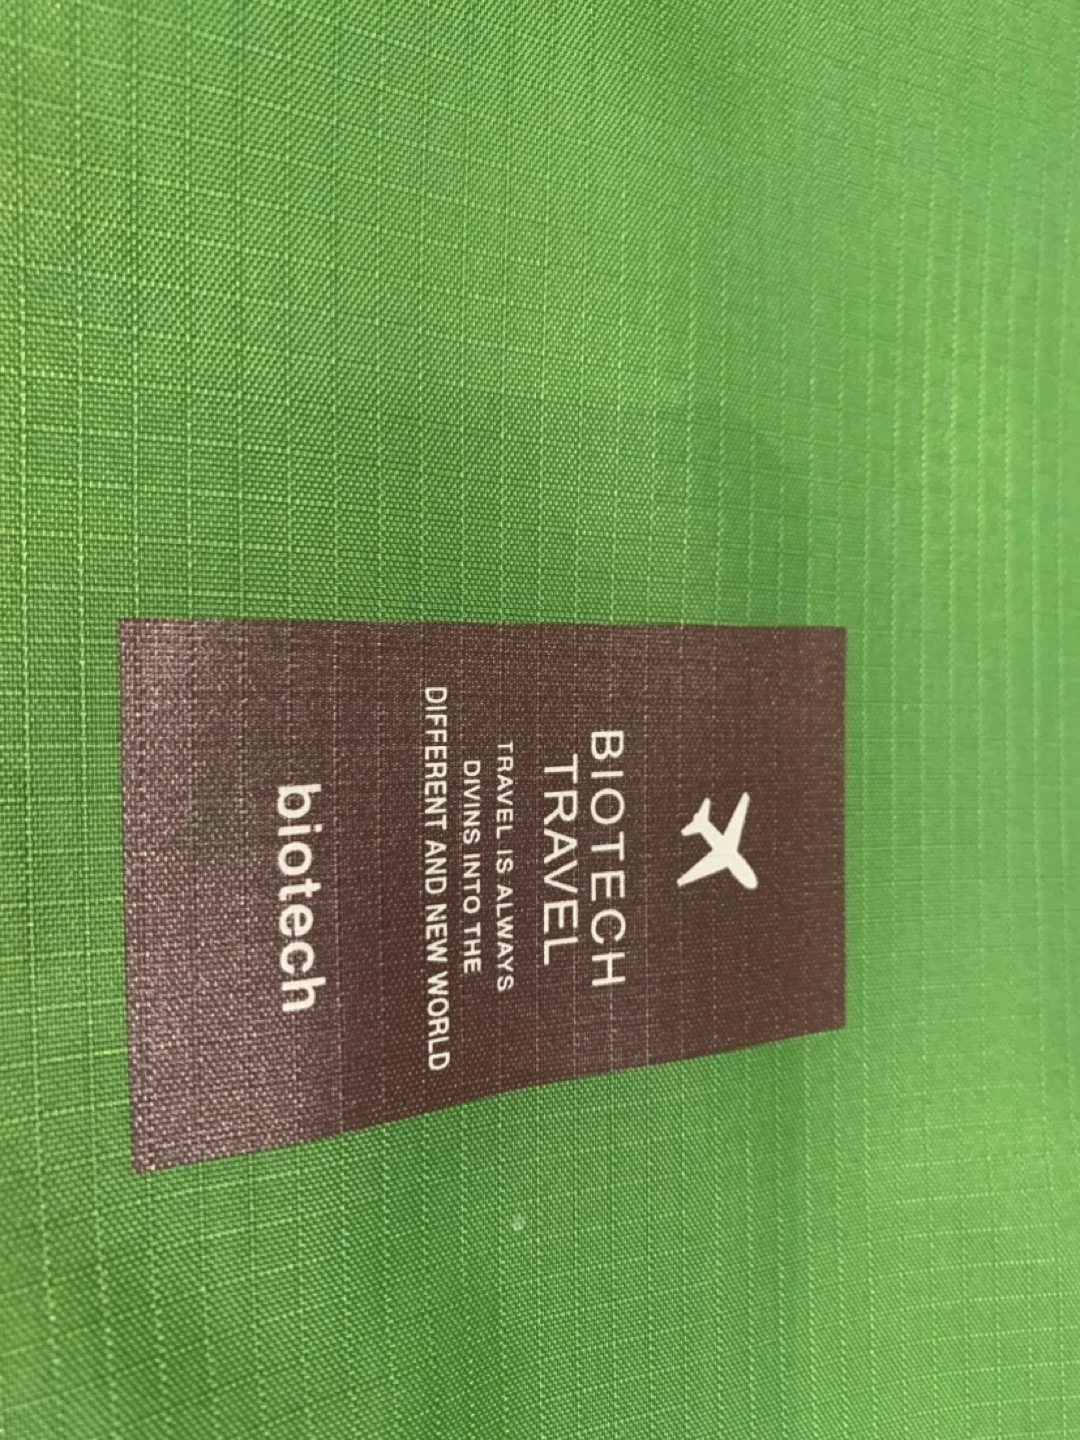 BIOTECH
TRAVEL
TRAVEL IS ALWAYS
DIVINS INTO THE
DIFFERENT AND NEW WORLD
biotech